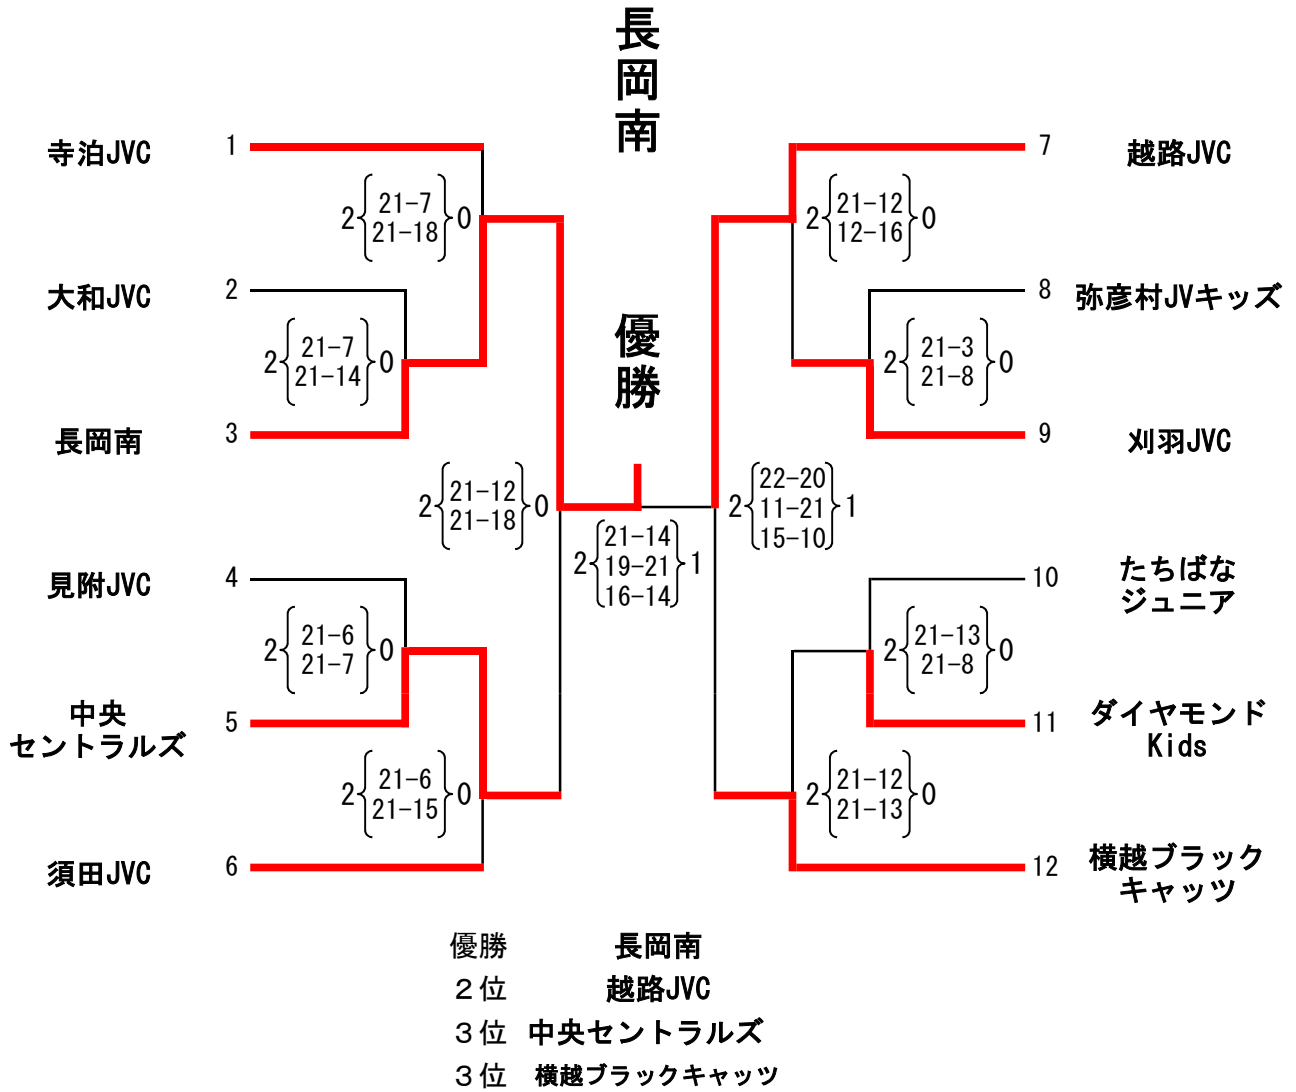 長岡南
優勝
寺泊JVC 1
2 21-7 0
21-18
大和JVC 2
2 21-7 0
21-14
長岡南 3
2 21-12 0
21-18
見附JVC 4
2 21-6 0
21-7
中央
セントラルズ 5
2 21-6 0
21-15
須田JVC 6
21-14
2 19-21 1
16-14
7 越路JVC
2 21-12 0
12-16
8 弥彦村JVキッズ
2 21-3 0
21-8
9 刈羽JVC
22-20
2 11-21 1
15-10
10 たちばな
ジュニア
2 21-13 0
21-8
11 ダイヤモンド
Kids
2 21-12 0
21-13
12 横越ブラック
キャッツ
優勝 長岡南
２位 越路JVC
３位 中央セントラルズ
３位 横越ブラックキャッツ